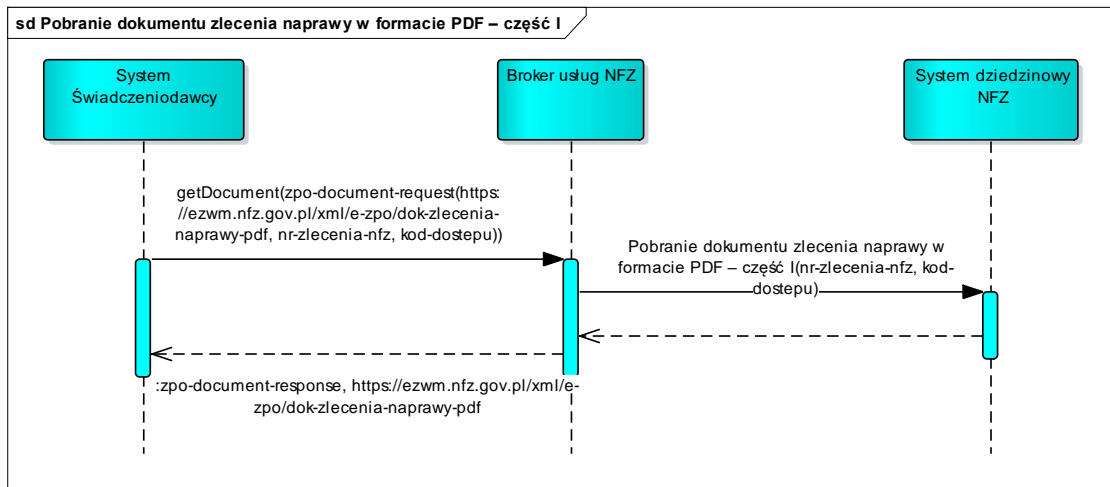 sd Pobranie dokumentu zlecenia naprawy w formacie PDF – część I
System
Świadczeniodawcy
Broker usług NFZ
System dziedzinowy
NFZ
getDocument(zpo-document-request(https:
//ezwm.nfz.gov.pl/xml/e-zpo/dok-zlecenia-
naprawy-pdf, nr-zlecenia-nfz, kod-dostepu))
Pobranie dokumentu zlecenia naprawy w
formacie PDF – część I(nr-zlecenia-nfz, kod-
dostepu)
:zpo-document-response, https://ezwm.nfz.gov.pl/xml/e-
zpo/dok-zlecenia-naprawy-pdf